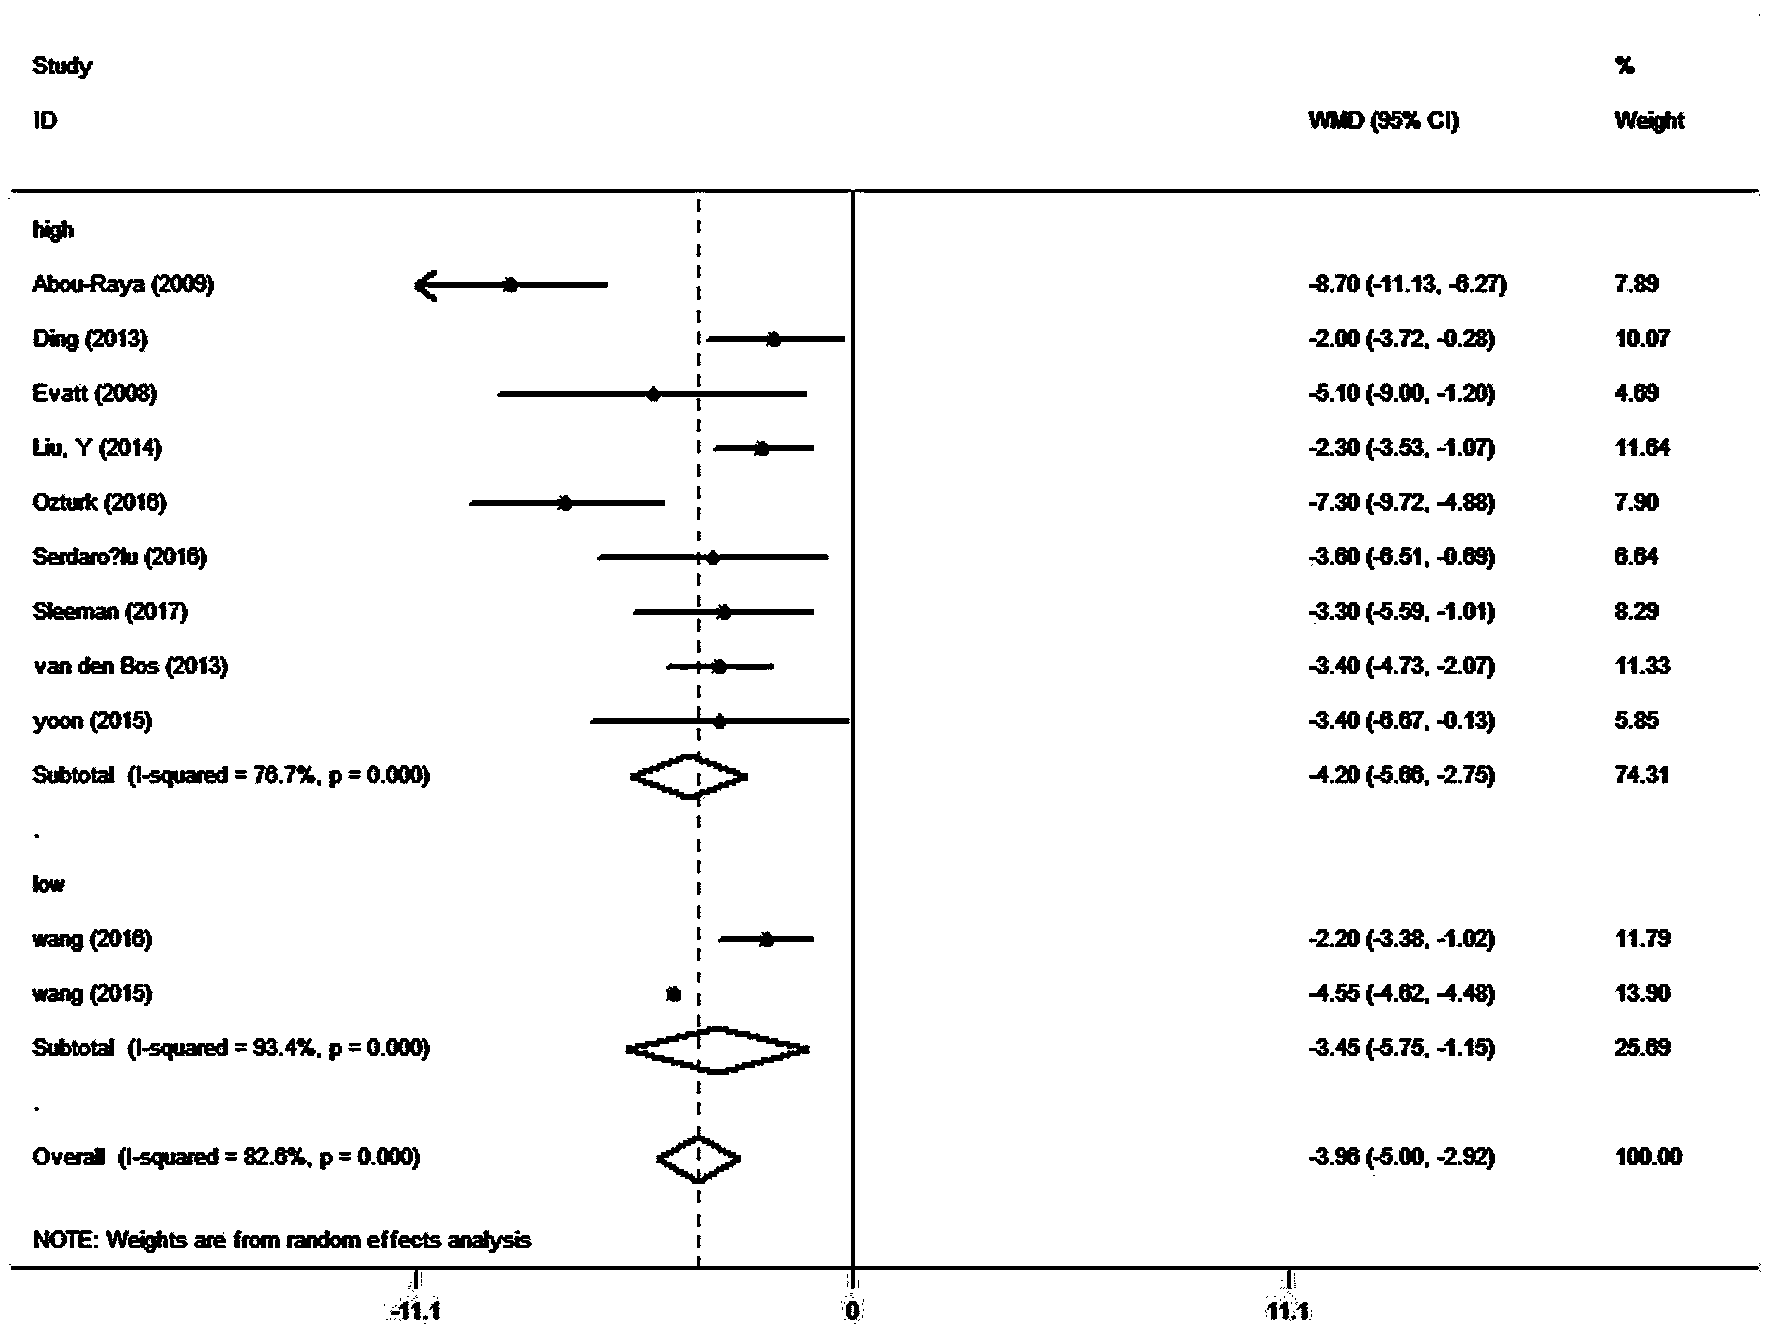 Study %
ID WMD (95% CI) Weight
high
Abou-Raya (2009) -8.70 (-11.13, -6.27) 7.89
Ding (2013) -2.00 (-3.72, -0.28) 10.07
Evatt (2008) -5.10 (-9.00, -1.20) 4.69
Liu, Y (2014) -2.30 (-3.53, -1.07) 11.64
Ozturk (2016) -7.30 (-9.72, -4.88) 7.90
Serdaro?lu (2016) -3.60 (-6.51, -0.69) 6.64
Sleeman (2017) -3.30 (-5.59, -1.01) 8.29
van den Bos (2013) -3.40 (-4.73, -2.07) 11.33
yoon (2015) -3.40 (-6.67, -0.13) 5.85
Subtotal (I-squared = 76.7%, p = 0.000) -4.20 (-5.66, -2.75) 74.31
.
low
wang (2016) -2.20 (-3.38, -1.02) 11.79
wang (2015) -4.55 (-4.62, -4.48) 13.90
Subtotal (I-squared = 93.4%, p = 0.000) -3.45 (-5.75, -1.15) 25.69
.
Overall (I-squared = 82.6%, p = 0.000) -3.96 (-5.00, -2.92) 100.00
NOTE: Weights are from random effects analysis
-11.1 0 11.1